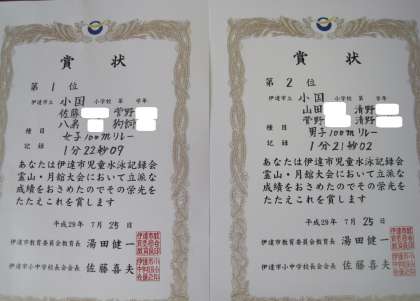 賞状
第1位
伊達市立 小国 小学校 第 学年
佐藤 菅野
八巻 狗飼
種目 女子100mリレー
記録 1分22秒09
あなたは伊達市児童水泳記録会
霊山・月舘大会において立派な
成績をおさめたのでその栄光を
たたえこれを賞します
平成29年 7月 25日
伊達市教育委員会教育長 湯田健一
伊達市小中学校長会会長 佐藤喜夫
賞状
第2位
伊達市立 小国 小学校 第 学年
山田 清野
菅野 清野
種目 男子100mリレー
記録 1分21秒02
あなたは伊達市児童水泳記録会
霊山・月舘大会において立派な
成績をおさめたのでその栄光を
たたえこれを賞します
平成29年 7月 25日
伊達市教育委員会教育長 湯田健一
伊達市小中学校長会会長 佐藤喜夫